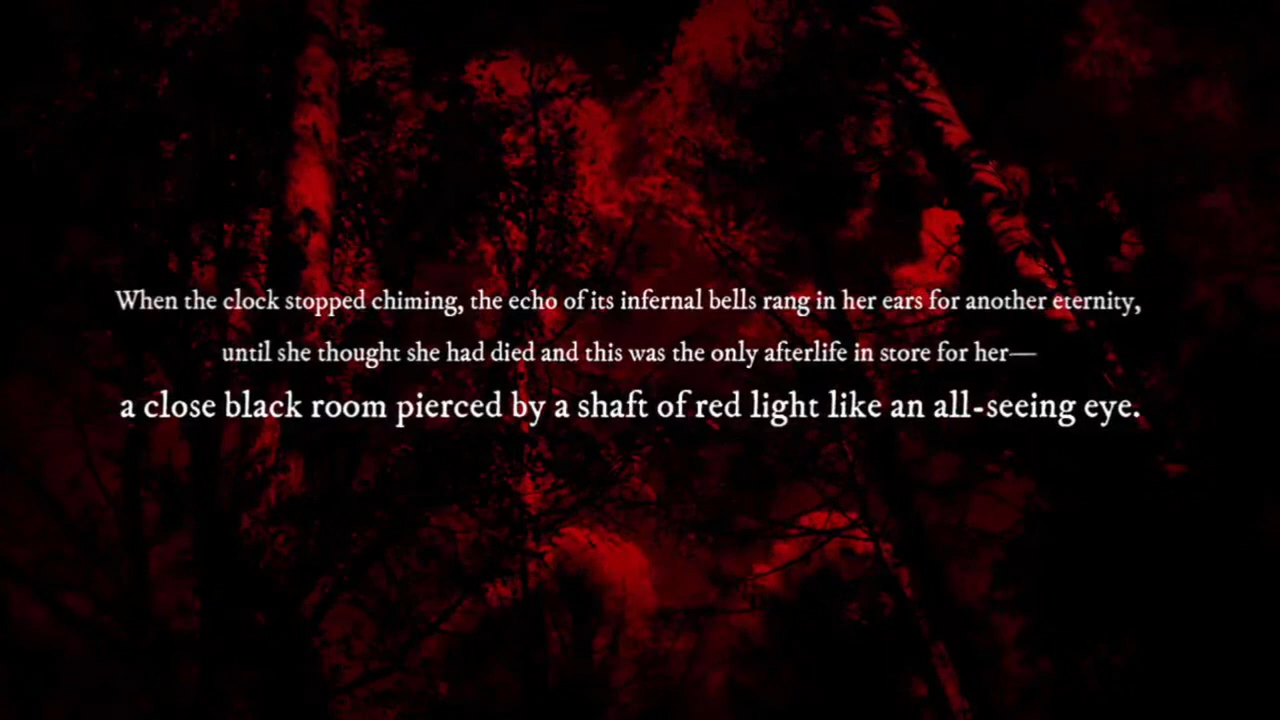 When the clock stopped chiming, the echo of its infernal bells rang in her ears for another eternity,
until she thought she had died and this was the only afterlife in store for her—
a close black room pierced by a shaft of red light like an all-seeing eye.